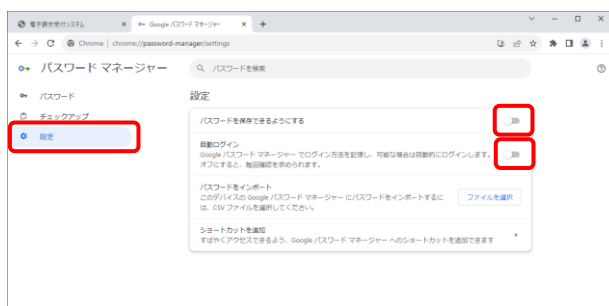 電子請求受付システム
Google パスワード マネージャー
Chrome | chrome://password-manager/settings
パスワード マネージャー
パスワードを検索
パスワード
チェックアップ
設定
設定
パスワードを保存できるようにする
自動ログイン
Google パスワード マネージャー でログイン方法を記憶し、可能な場合は自動的にログインします。
オフにすると、毎回確認を求められます。
パスワードをインポート
このデバイスの Google パスワード マネージャー にパスワードをインポートするに
は、CSV ファイルを選択してください。
ファイルを選択
ショートカットを追加
すばやくアクセスできるよう、Google パスワード マネージャー へのショートカットを追加できます